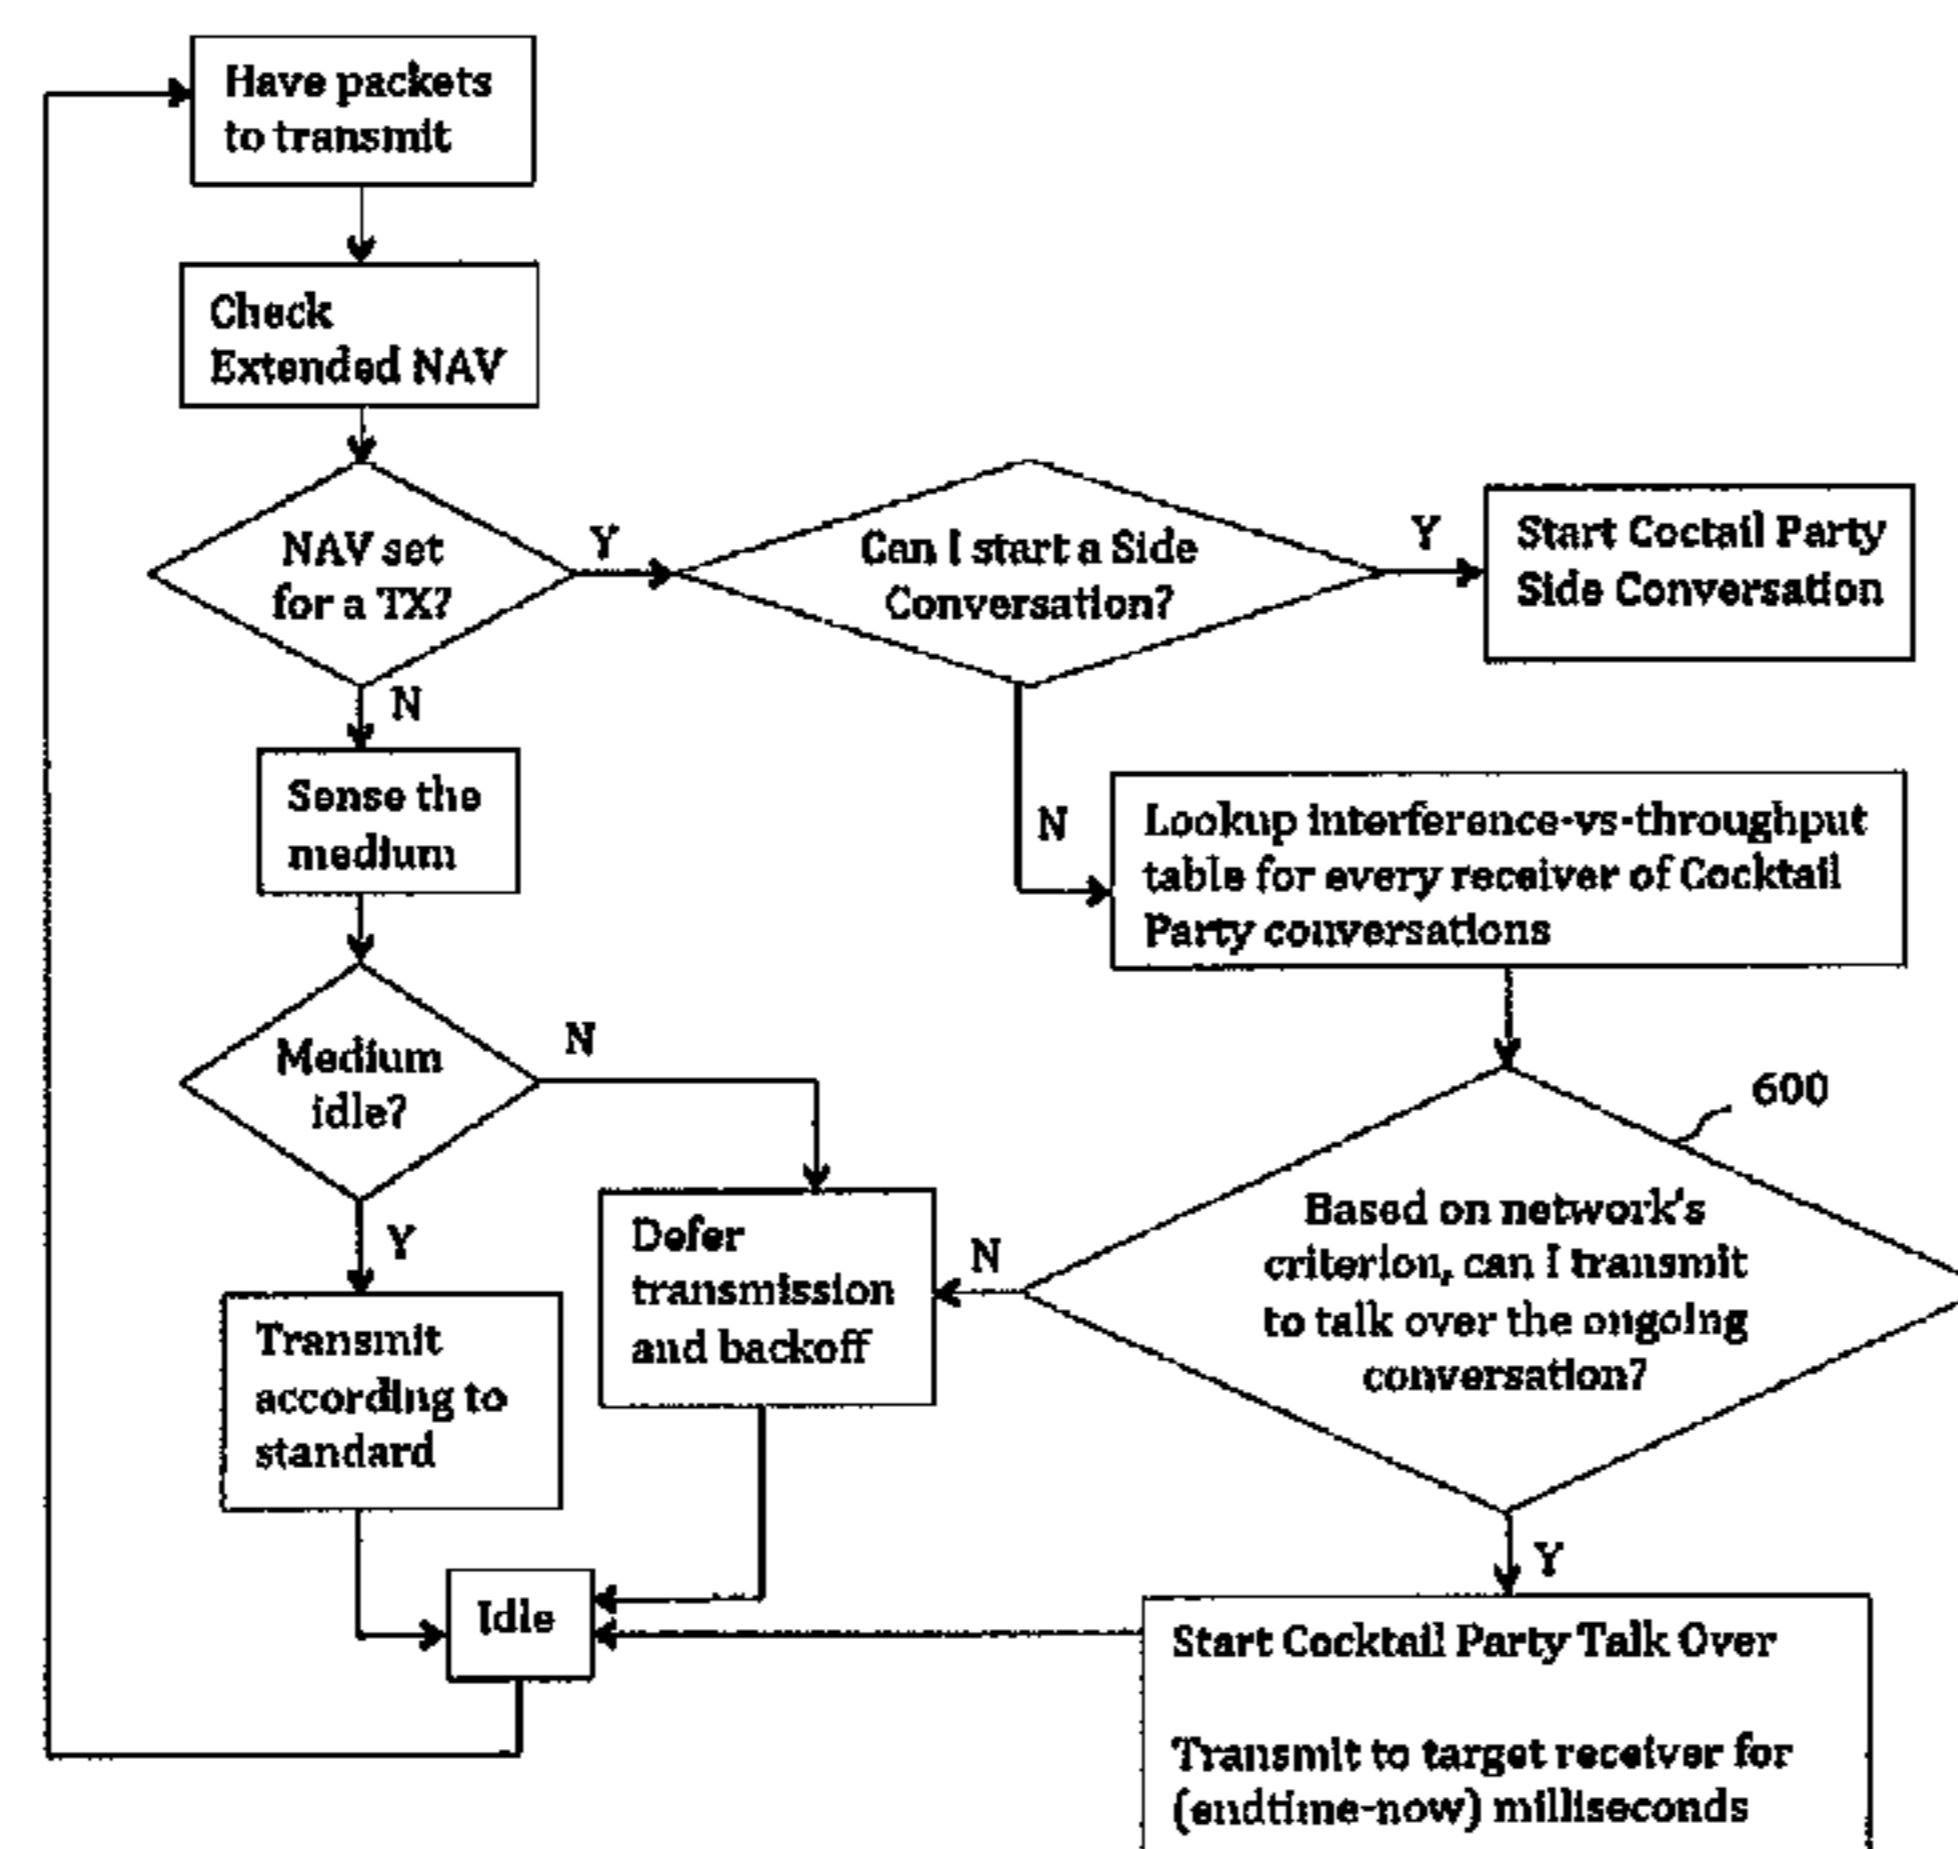 Have packets
to transmit
Check
Extended NAV
NAV set
for a TX?
Y
Can I start a Side
Conversation?
Y
Start Coctail Party
Side Conversation
N
Sense the
medium
N
Lookup interference-vs-throughput
table for every receiver of Cocktail
Party conversations
Medium
idle?
N
600
Based on network's
criterion, can I transmit
to talk over the ongoing
conversation?
N
Defer
transmission
and backoff
Y
Transmit
according to
standard
Y
Idle
Start Cocktail Party Talk Over
Transmit to target receiver for
(endtime-now) milliseconds